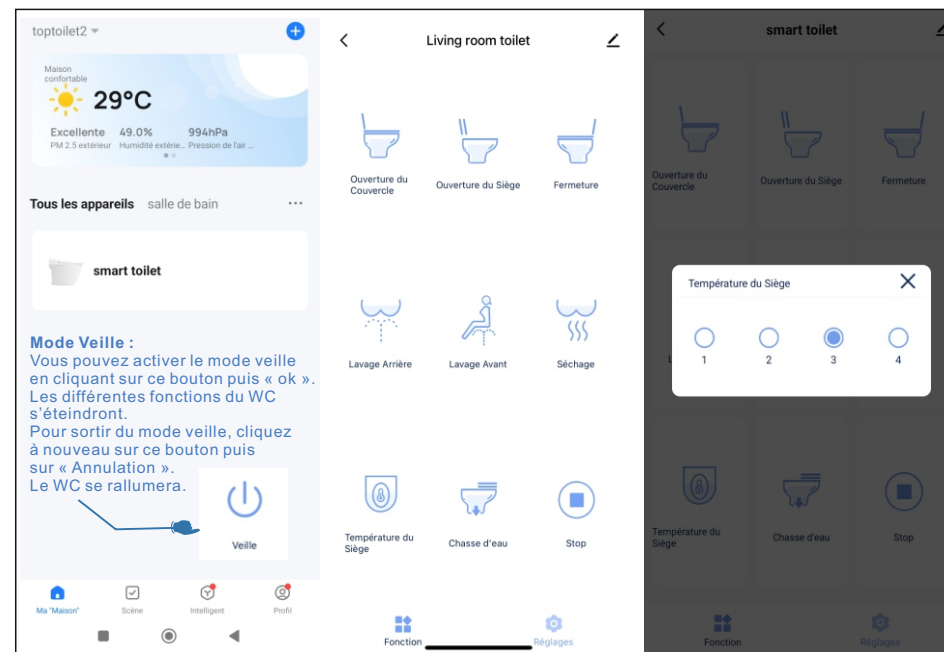 toptoilet2
Maison
confortable
29°C
Excellente 49.0% 994hPa
PM 2.5 extérieur Humidité extérie... Pression de l'air ...
Tous les appareils salle de bain
smart toilet
Mode Veille :
Vous pouvez activer le mode veille
en cliquant sur ce bouton puis « ok ».
Les différentes fonctions du WC
s'éteindront.
Pour sortir du mode veille, cliquez
à nouveau sur ce bouton puis
sur « Annulation ».
Le WC se rallumera.
Veille
Ma "Maison" Scène Intelligent Profil
Living room toilet
Ouverture du
Couvercle
Ouverture du Siège
Fermeture
Lavage Arrière
Lavage Avant
Séchage
Température du
Siège
Chasse d'eau
Stop
Fonction
Réglages
smart toilet
Ouverture du
Couvercle
Ouverture du Siège
Fermeture
Température du Siège
1 2 3 4
L
Température du
Siège
Chasse d'eau
Stop
Fonction
Réglages